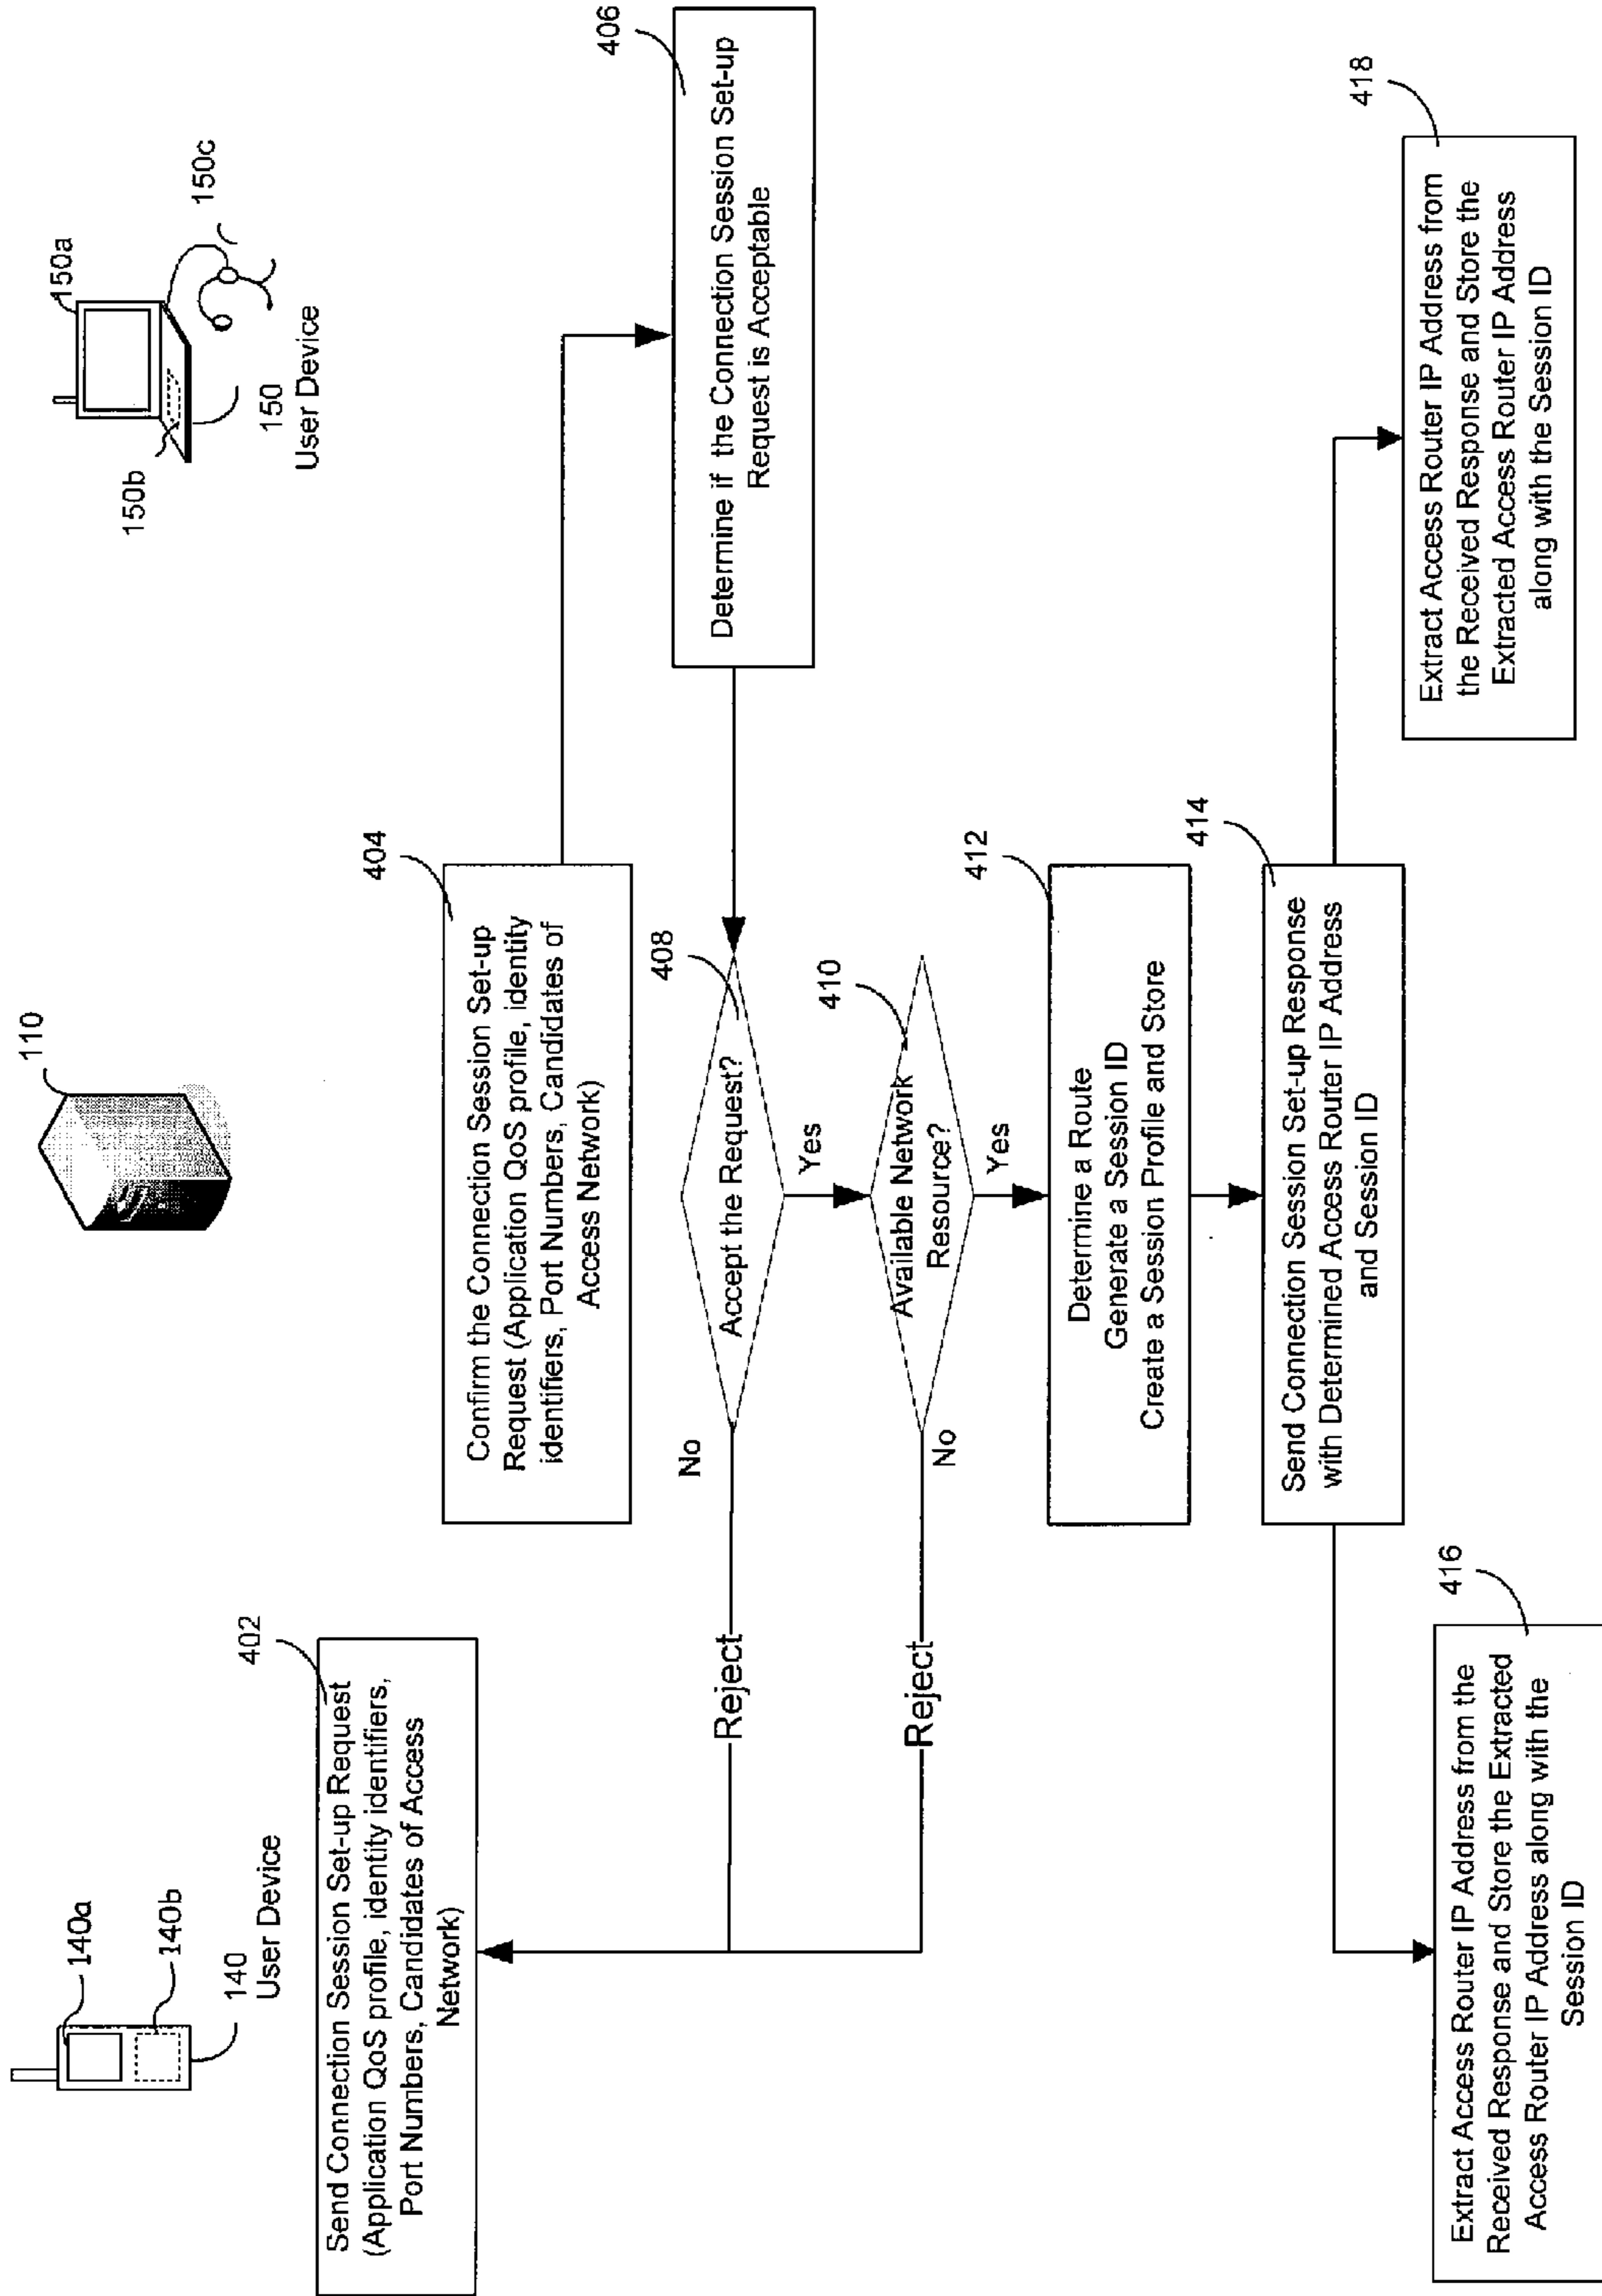 140a
140b
140
User Device
110
150a
150b
150c
150
User Device
402
Send Connection Session Set-up Request
(Application QoS profile, identity identifiers,
Port Numbers, Candidates of Access
Network)
404
Confirm the Connection Session Set-up
Request (Application QoS profile, identity
identifiers, Port Numbers, Candidates of
Access Network)
406
Determine if the Connection Session Set-up
Request is Acceptable
408
Accept the Request?
No
Reject
Yes
410
Available Network
Resource?
No
Reject
Yes
412
Determine a Route
Generate a Session ID
Create a Session Profile and Store
414
Send Connection Session Set-up Response
with Determined Access Router IP Address
and Session ID
416
Extract Access Router IP Address from the
Received Response and Store the Extracted
Access Router IP Address along with the
Session ID
418
Extract Access Router IP Address from
the Received Response and Store the
Extracted Access Router IP Address
along with the Session ID